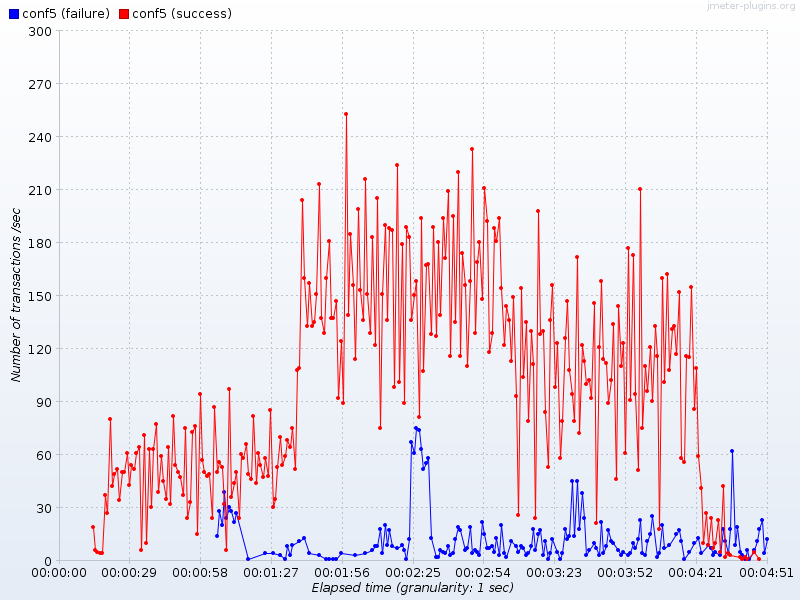 jmeter-plugins.org
conf5 (failure) conf5 (success)
300
270
240
210
180
150
120
90
60
30
0
Number of transactions /sec
00:00:00 00:00:29 00:00:58 00:01:27 00:01:56 00:02:25 00:02:54 00:03:23 00:03:52 00:04:21 00:04:51
Elapsed time (granularity: 1 sec)